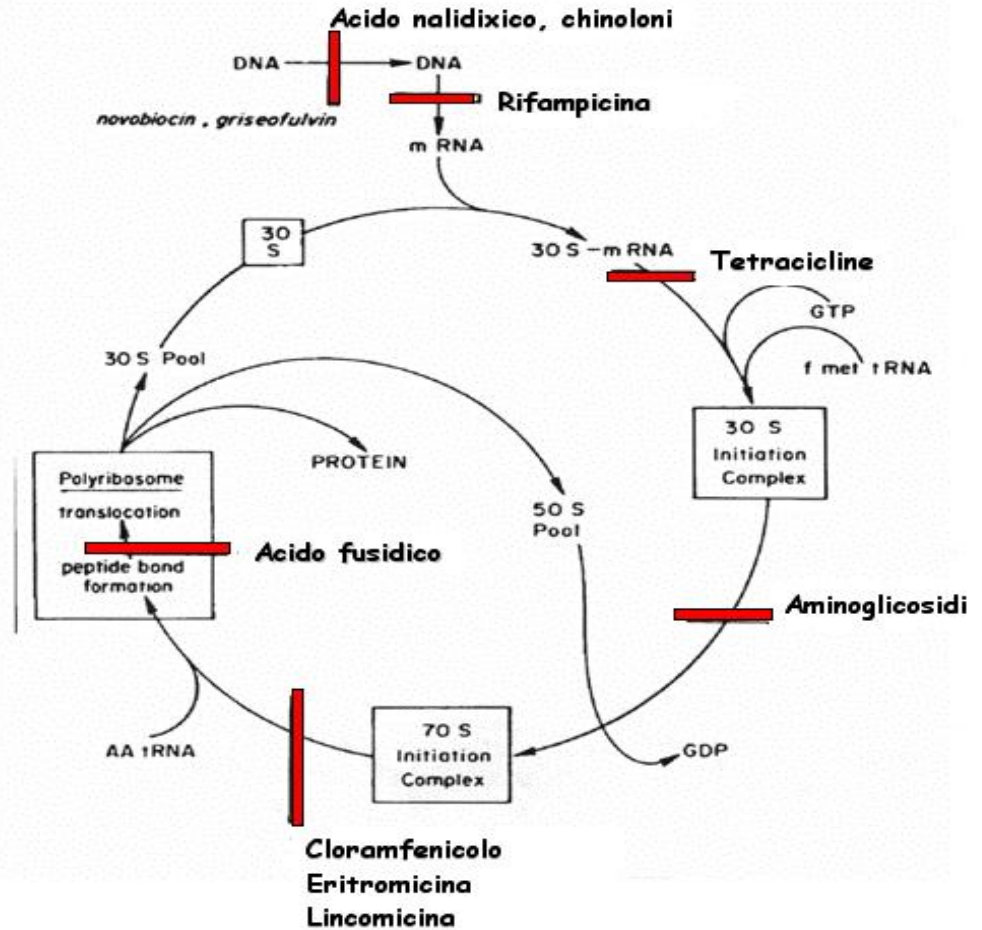 Acido nalidixico, chinoloni
DNA
DNA
Rifampicina
novobiocin, griseofulvin
m RNA
30
S
30 S - m RNA
Tetracicline
GTP
30 S Pool
f met tRNA
30 S
Initiation
Complex
PROTEIN
Polyribosome
translocation
50 S
Pool
Acido fusidico
peptide bond
formation
Aminoglicosidi
70 S
Initiation
Complex
AA tRNA
GDP
Cloramfenicolo
Eritromicina
Lincomicina